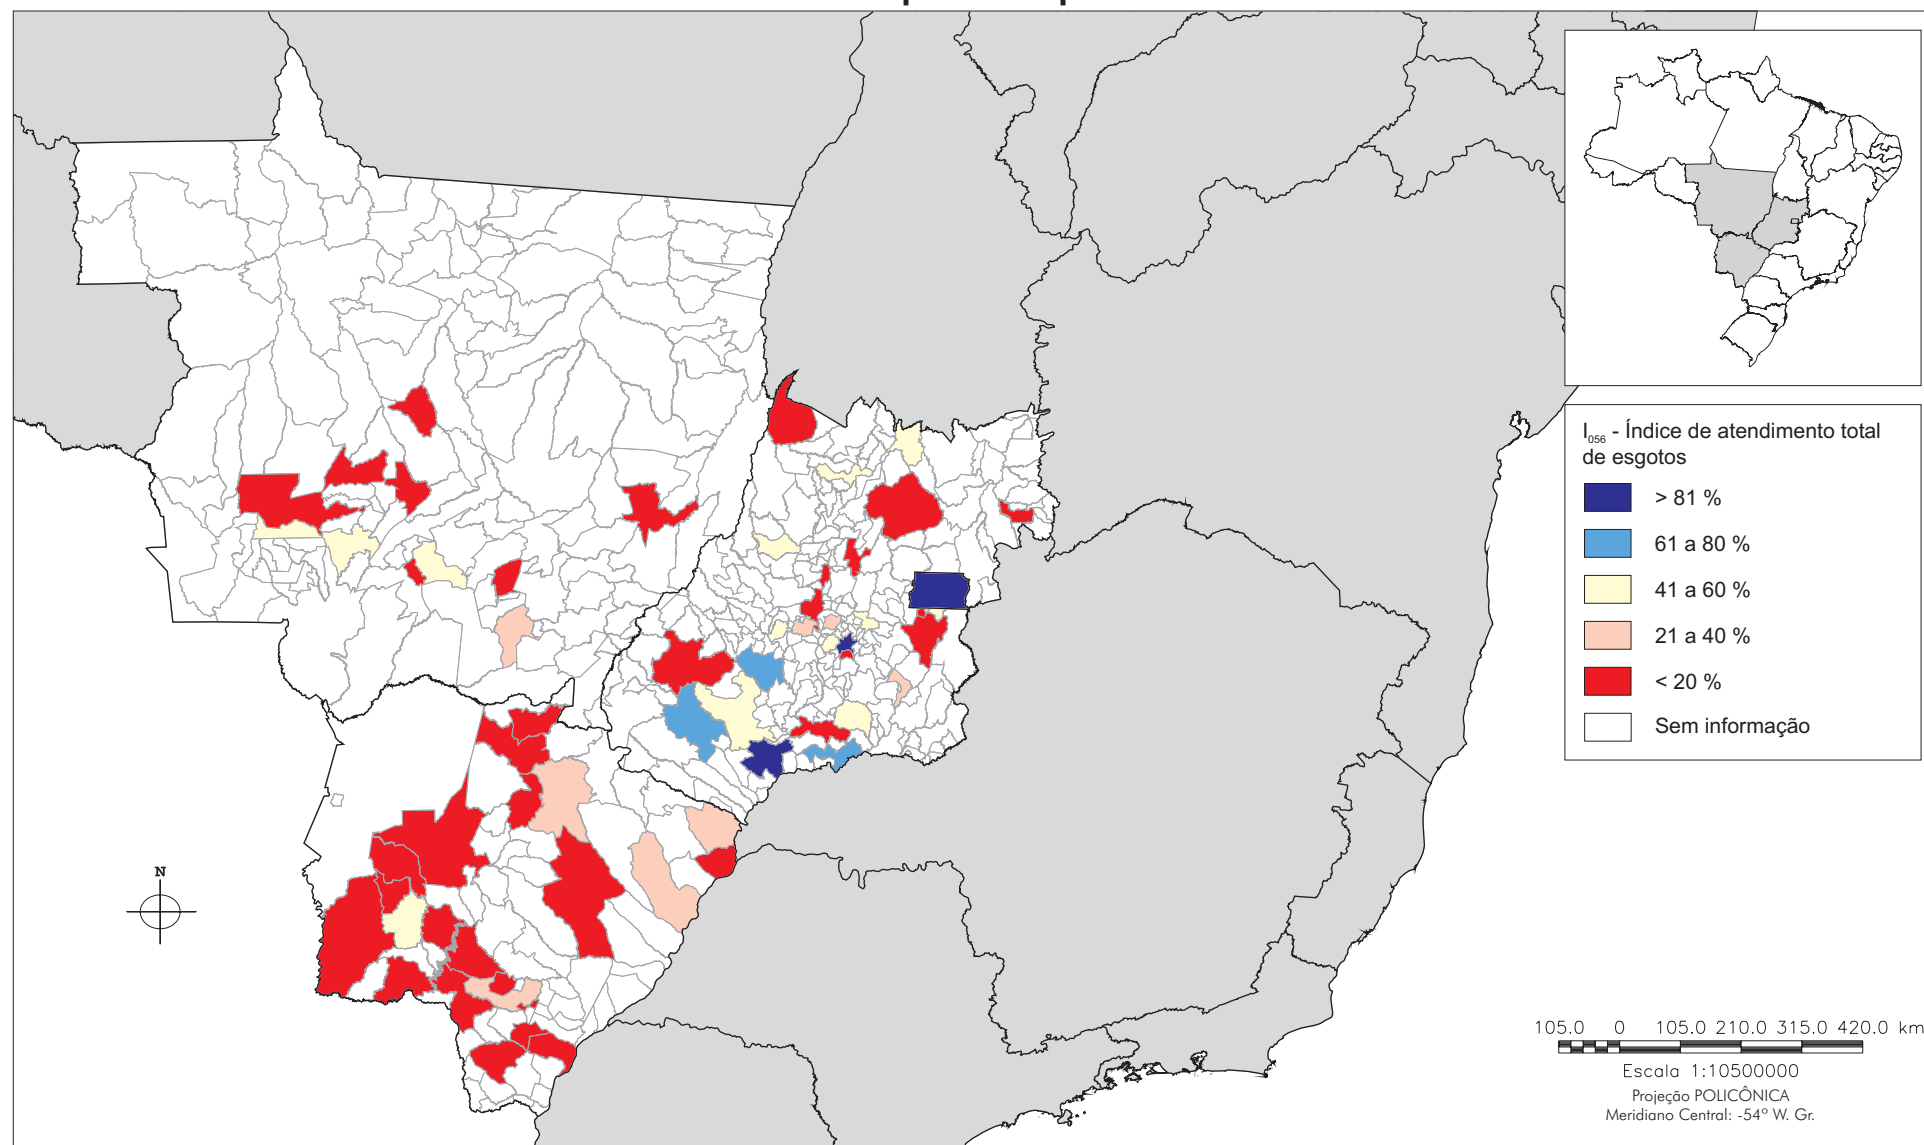 I056 - Índice de atendimento total
de esgotos
> 81 %
61 a 80 %
41 a 60 %
21 a 40 %
< 20 %
Sem informação
N
105.0 0 105.0 210.0 315.0 420.0 km
Escala 1:10500000
Projeção POLICÔNICA
Meridiano Central: -54º W. Gr.